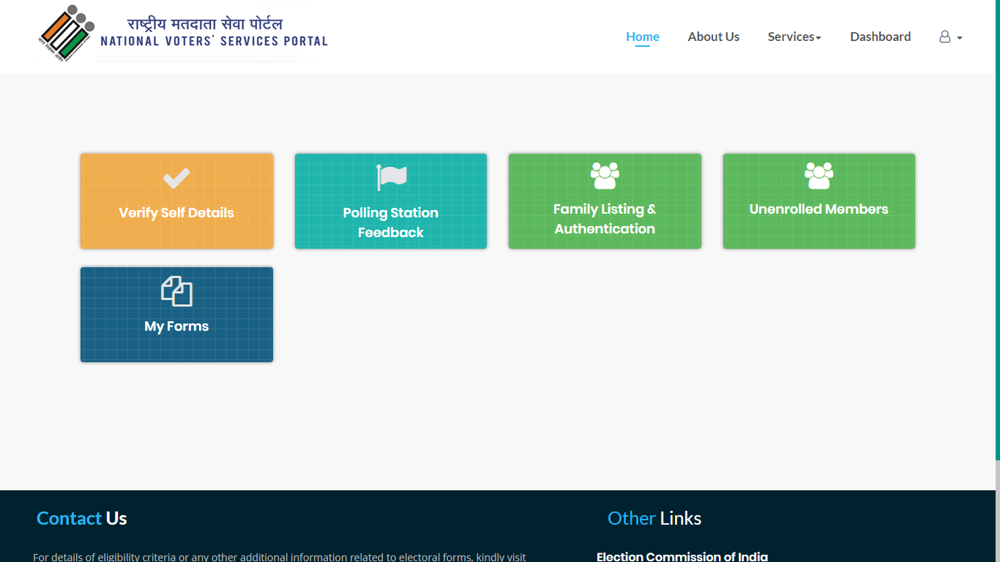 राष्ट्रीय मतदाता सेवा पोर्टल
NATIONAL VOTERS' SERVICES PORTAL
Home
About Us
Services
Dashboard
Verify Self Details
Polling Station
Feedback
Family Listing &
Authentication
Unenrolled Members
My Forms
Contact Us
Other Links
For details of eligibility criteria or any other additional information related to electoral forms, kindly visit
Election Commission of India